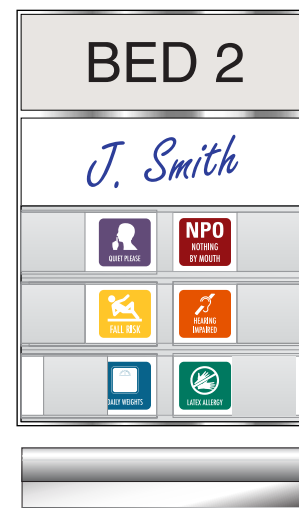 BED 2
J. Smith
QUIET PLEASE
NPO
NOTHING
BY MOUTH
FALL RISK
HEARING
IMPAIRED
DAILY WEIGHTS
LATEX ALLERGY